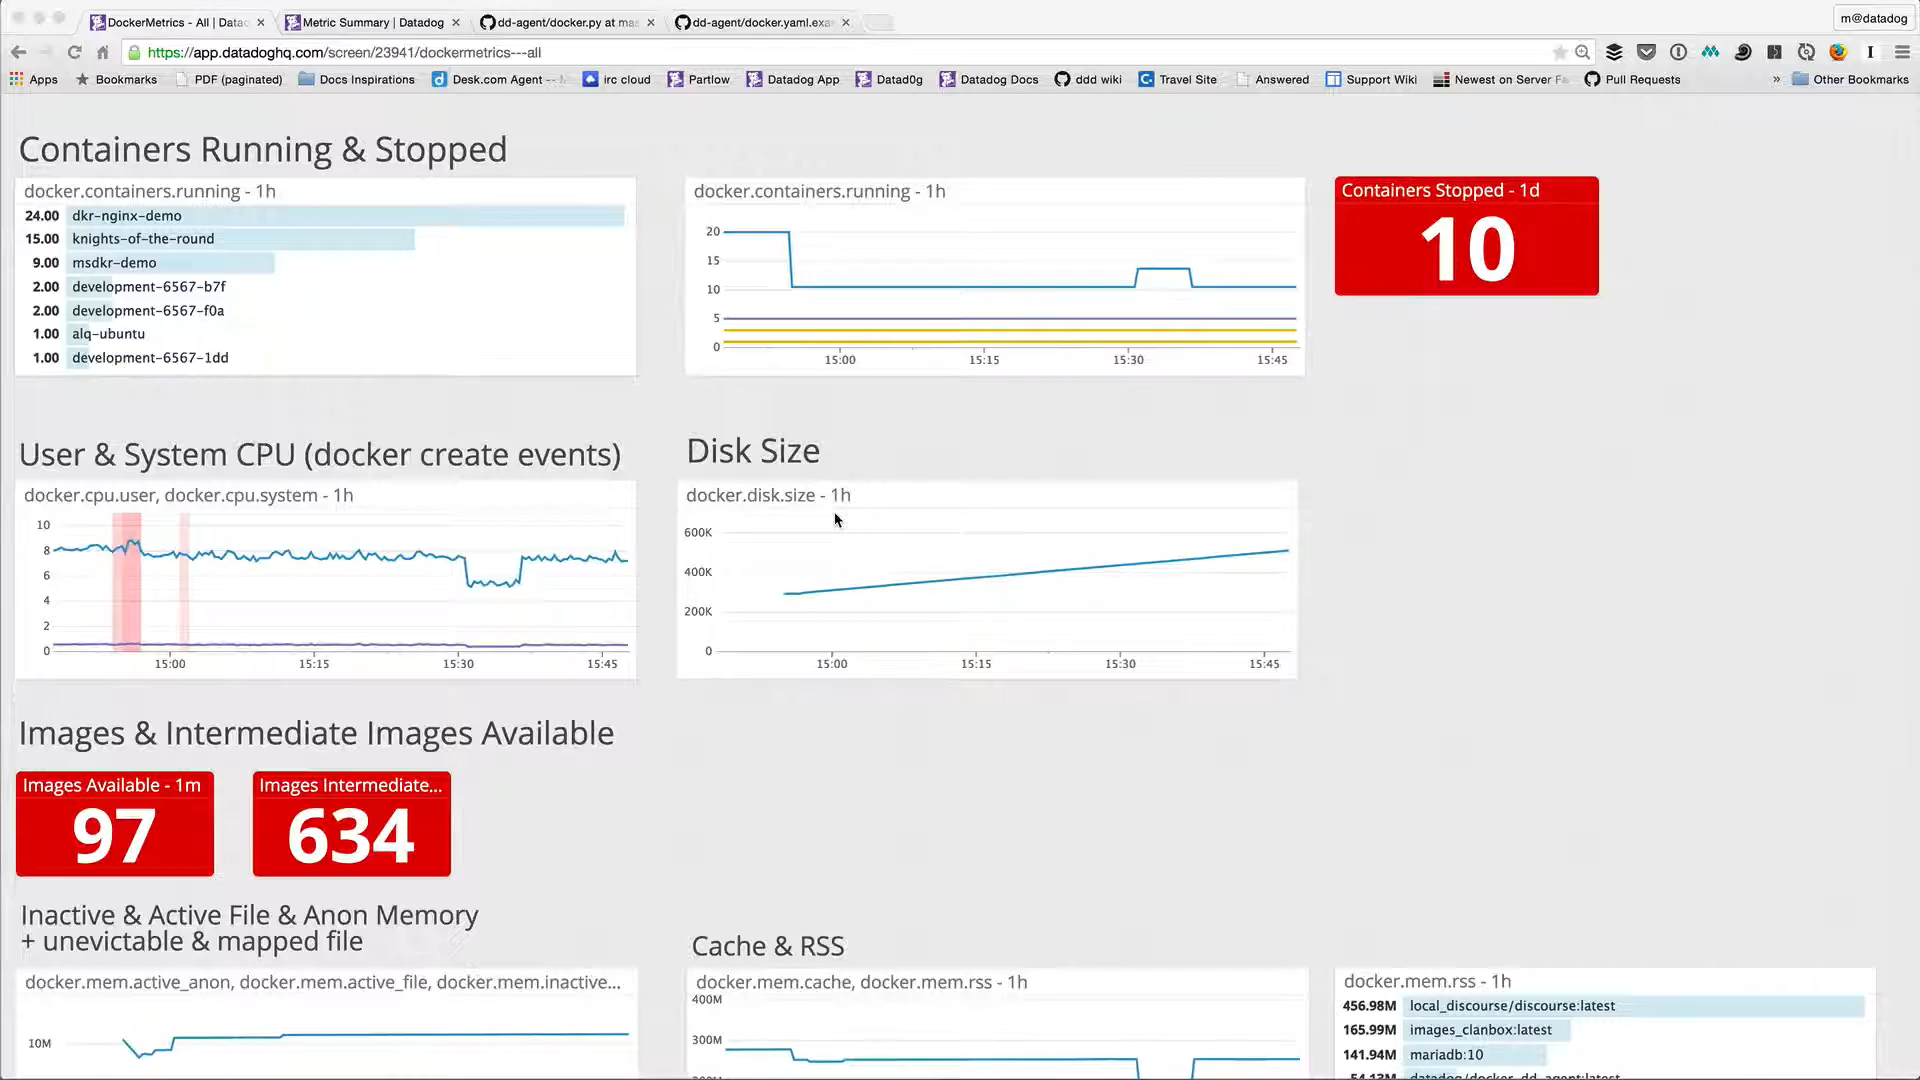 DockerMetrics - All | Datac
Metric Summary | Datadog
dd-agent/docker.py at mas
dd-agent/docker.yaml.exa
m@datadog
https://app.datadoghq.com/screen/23941/dockermetrics---all
Apps
Bookmarks
PDF (paginated)
Docs Inspirations
Desk.com Agent --
irc cloud
Partlow
Datadog App
Datad0g
Datadog Docs
ddd wiki
Travel Site
Answered
Support Wiki
Newest on Server Fa
Pull Requests
»
Other Bookmarks
Containers Running & Stopped
docker.containers.running - 1h
24.00 dkr-nginx-demo
15.00 knights-of-the-round
9.00 msdkr-demo
2.00 development-6567-b7f
2.00 development-6567-f0a
1.00 alq-ubuntu
1.00 development-6567-1dd
docker.containers.running - 1h
20
15
10
5
0
15:00 15:15 15:30 15:45
Containers Stopped - 1d
10
User & System CPU (docker create events)
docker.cpu.user, docker.cpu.system - 1h
10
8
6
4
2
0
15:00 15:15 15:30 15:45
Disk Size
docker.disk.size - 1h
600K
400K
200K
0
15:00 15:15 15:30 15:45
Images & Intermediate Images Available
Images Available - 1m
97
Images Intermediate...
634
Inactive & Active File & Anon Memory
+ unevictable & mapped file
docker.mem.active_anon, docker.mem.active_file, docker.mem.inactive...
10M
Cache & RSS
docker.mem.cache, docker.mem.rss - 1h
400M
300M
docker.mem.rss - 1h
456.98M local_discourse/discourse:latest
165.99M images_clanbox:latest
141.94M mariadb:10
54.13M datadog/docker_dd_agent:latest